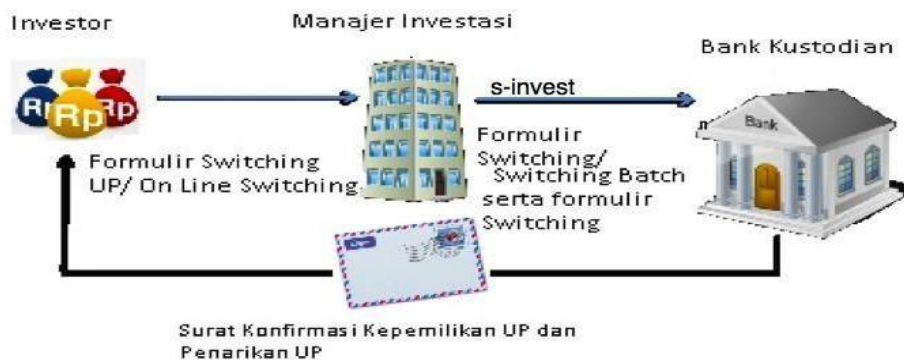 Investor
Manajer Investasi
Bank Kustodian
Rp Rp Rp
s-invest
Bank
Formulir Switching
UP/ On Line Switching
Formulir
Switching/
Switching Batch
serta formulir
Switching
Surat Konfirmasi Kepemilikan UP dan
Penarikan UP